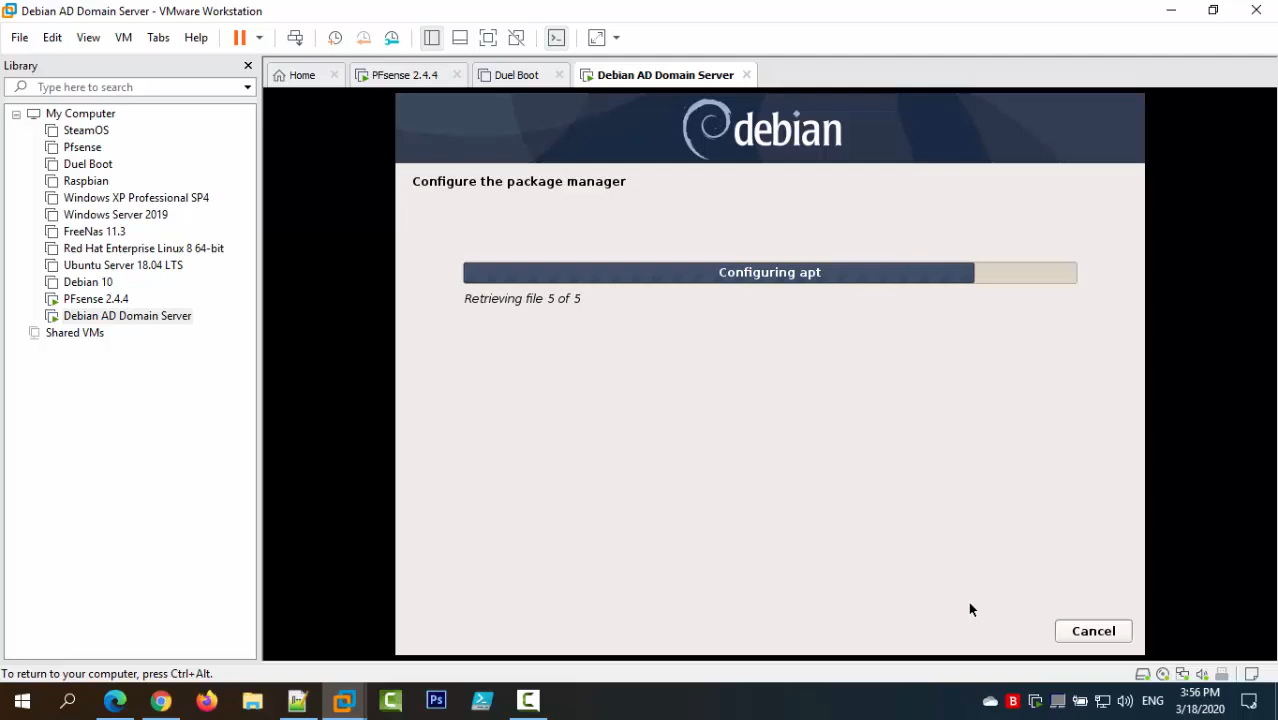 Debian AD Domain Server - VMware Workstation
File Edit View VM Tabs Help
Library
Type here to search
My Computer
SteamOS
Pfsense
Duel Boot
Raspbian
Windows XP Professional SP4
Windows Server 2019
FreeNas 11.3
Red Hat Enterprise Linux 8 64-bit
Ubuntu Server 18.04 LTS
Debian 10
PFsense 2.4.4
Debian AD Domain Server
Shared VMs
Home PFsense 2.4.4 Duel Boot Debian AD Domain Server
debian
Configure the package manager
Configuring apt
Retrieving file 5 of 5
Cancel
To return to your computer, press Ctrl+Alt.
Ps
B
ENG
3:56 PM
3/18/2020